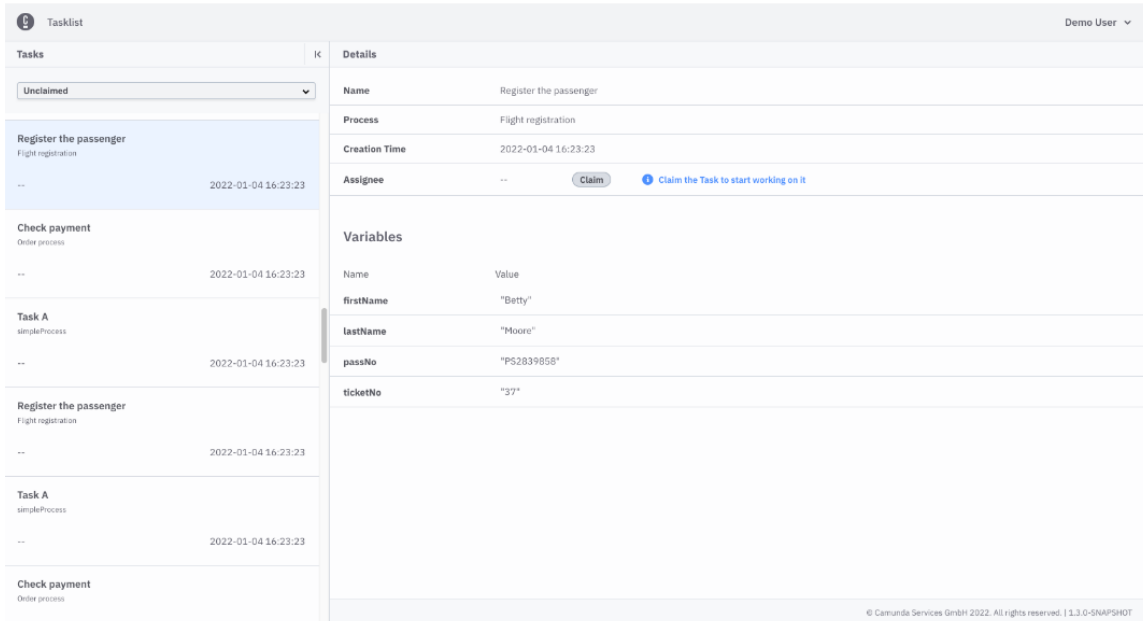 Tasklist
Demo User
Tasks
Details
Unclaimed
Register the passenger
Flight registration
-- 2022-01-04 16:23:23
Check payment
Order process
-- 2022-01-04 16:23:23
Task A
simpleProcess
-- 2022-01-04 16:23:23
Register the passenger
Flight registration
-- 2022-01-04 16:23:23
Task A
simpleProcess
-- 2022-01-04 16:23:23
Check payment
Order process
Name Register the passenger
Process Flight registration
Creation Time 2022-01-04 16:23:23
Assignee -- Claim Claim the Task to start working on it
Variables
Name Value
firstName "Betty"
lastName "Moore"
passNo "PS2839858"
ticketNo "37"
© Camunda Services GmbH 2022. All rights reserved. | 1.3.0-SNAPSHOT